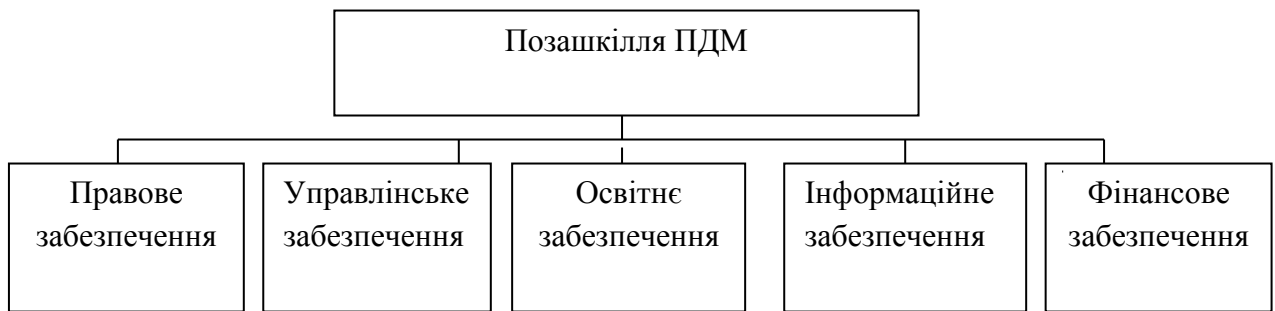 Позашкілля ПДМ
Правове
забезпечення
Управлінське
забезпечення
Освітнє
забезпечення
Інформаційне
забезпечення
Фінансове
забезпечення